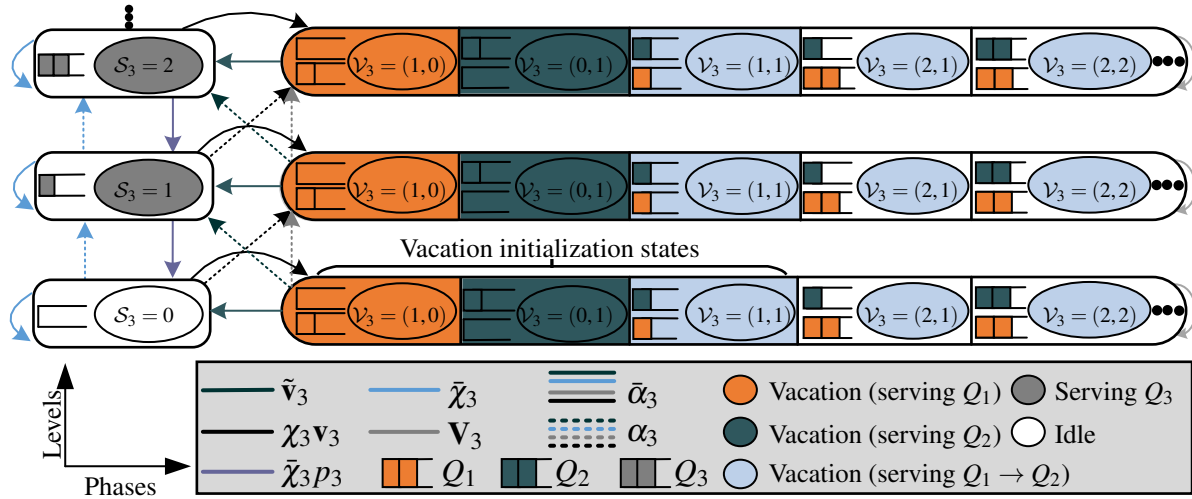 𝒮₃ = 2
𝒱₃ = (1,0) 𝒱₃ = (0,1) 𝒱₃ = (1,1) 𝒱₃ = (2,1) 𝒱₃ = (2,2)
𝒮₃ = 1
𝒱₃ = (1,0) 𝒱₃ = (0,1) 𝒱₃ = (1,1) 𝒱₃ = (2,1) 𝒱₃ = (2,2)
Vacation initialization states
𝒮₃ = 0
𝒱₃ = (1,0) 𝒱₃ = (0,1) 𝒱₃ = (1,1) 𝒱₃ = (2,1) 𝒱₃ = (2,2)
Levels
Phases
ṽ₃ χ̄₃ ᾱ₃ Vacation (serving Q₁) Serving Q₃
χ₃v₃ V₃ α₃ Vacation (serving Q₂) Idle
χ̄₃p₃ Q₁ Q₂ Q₃ Vacation (serving Q₁ → Q₂)